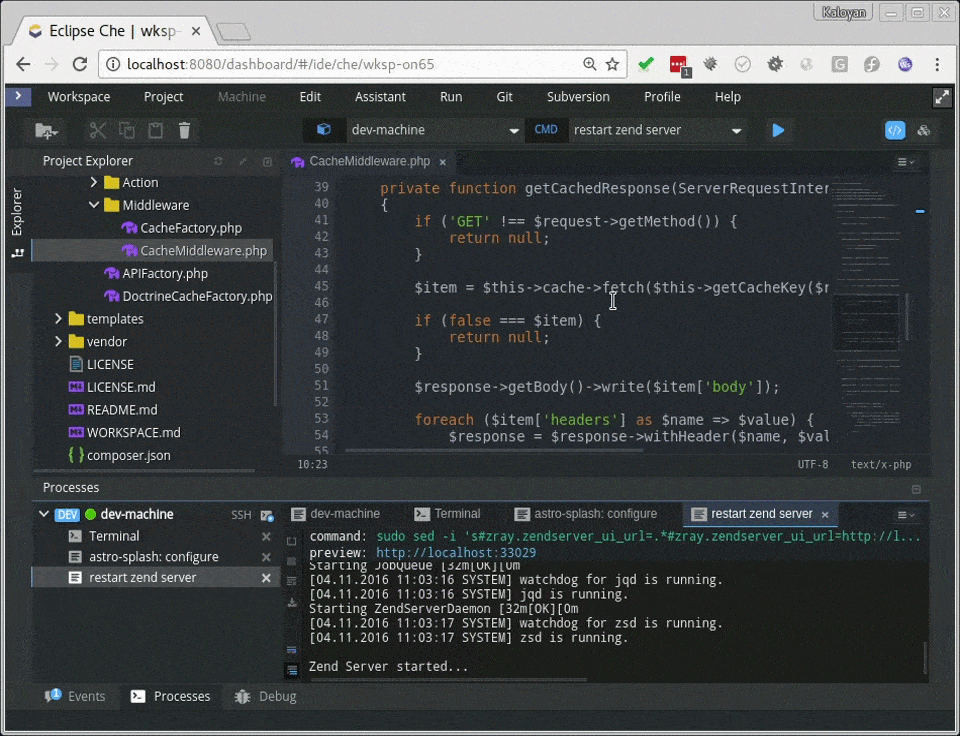 Kaloyan
Eclipse Che | wksp-
localhost:8080/dashboard/#/ide/che/wksp-on65
1
Workspace Project Machine Edit Assistant Run Git Subversion Profile Help
dev-machine CMD restart zend server
Project Explorer
CacheMiddleware.php
Explorer
Action
Middleware
CacheFactory.php
CacheMiddleware.php
APIFactory.php
DoctrineCacheFactory.php
templates
vendor
LICENSE
LICENSE.md
README.md
WORKSPACE.md
composer.json
39 private function getCachedResponse(ServerRequestInter
40 {
41 if ('GET' !== $request->getMethod()) {
42 return null;
43 }
44
45 $item = $this->cache->fetch($this->getCacheKey($r
46
47 if (false === $item) {
48 return null;
49 }
50
51 $response->getBody()->write($item['body']);
52
53 foreach ($item['headers'] as $name => $value) {
54 $response = $response->withHeader($name, $val
55
10:23 UTF-8 text/x-php
Processes
DEV dev-machine SSH
Terminal
astro-splash: configure
restart zend server
dev-machine Terminal astro-splash: configure restart zend server
command: sudo sed -i 's#zray.zendserver_ui_url=.*#zray.zendserver_ui_url=http://l...
preview: http://localhost:33029
Starting JobQueue [32m[OK][0m
[04.11.2016 11:03:16 SYSTEM] watchdog for jqd is running.
[04.11.2016 11:03:16 SYSTEM] jqd is running.
Starting ZendServerDaemon [32m[OK][0m
[04.11.2016 11:03:17 SYSTEM] watchdog for zsd is running.
[04.11.2016 11:03:17 SYSTEM] zsd is running.
Zend Server started...
Events Processes Debug